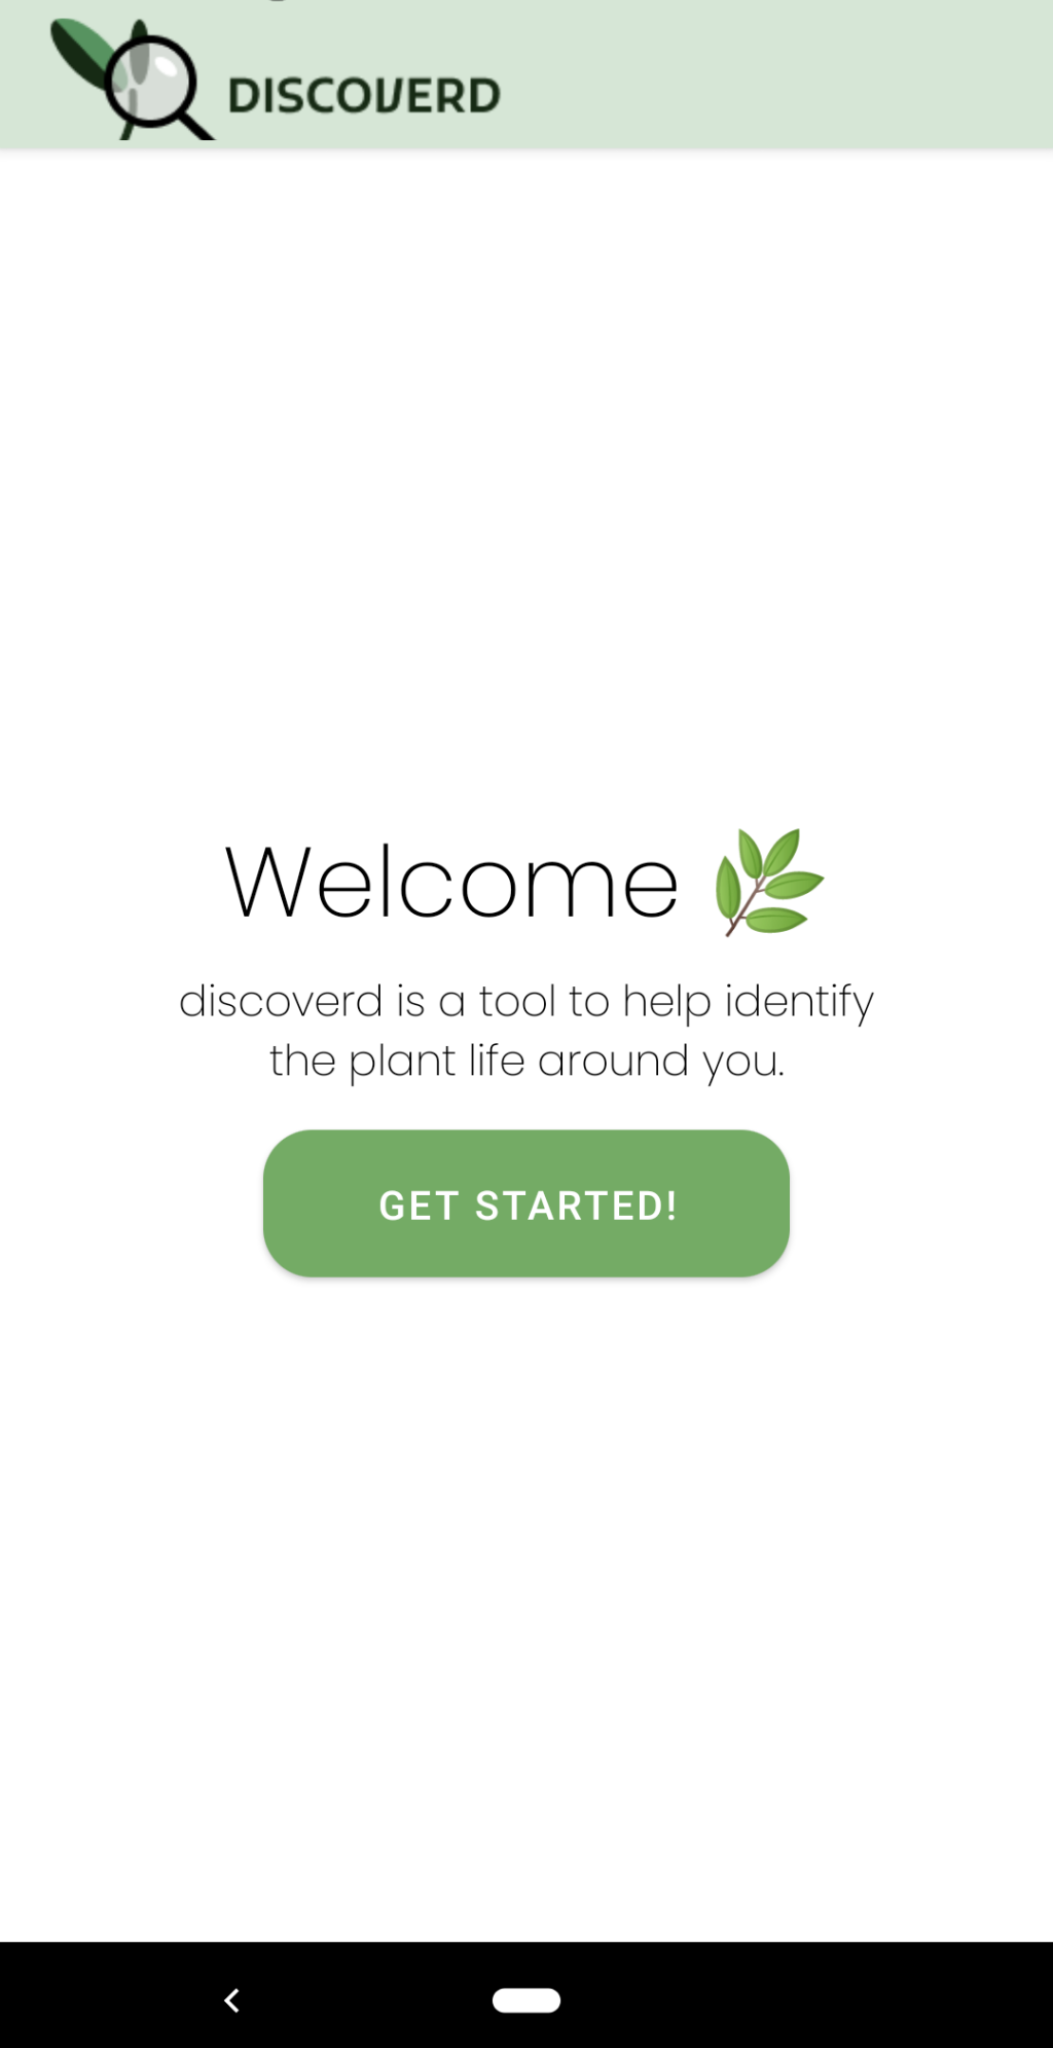 DISCOVERD
Welcome 🌿
discoverd is a tool to help identify
the plant life around you.
GET STARTED!